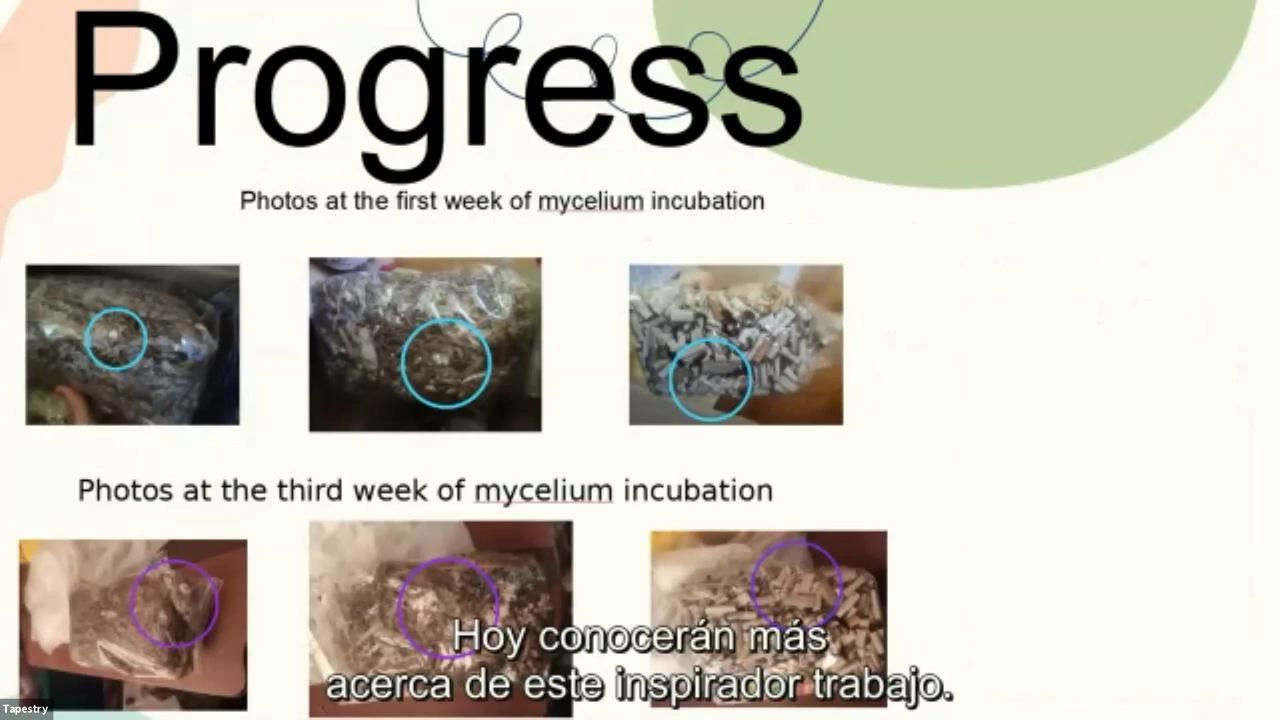 Progress
Photos at the first week of mycelium incubation
Photos at the third week of mycelium incubation
Hoy conocerán más
acerca de este inspirador trabajo.
Tapestry